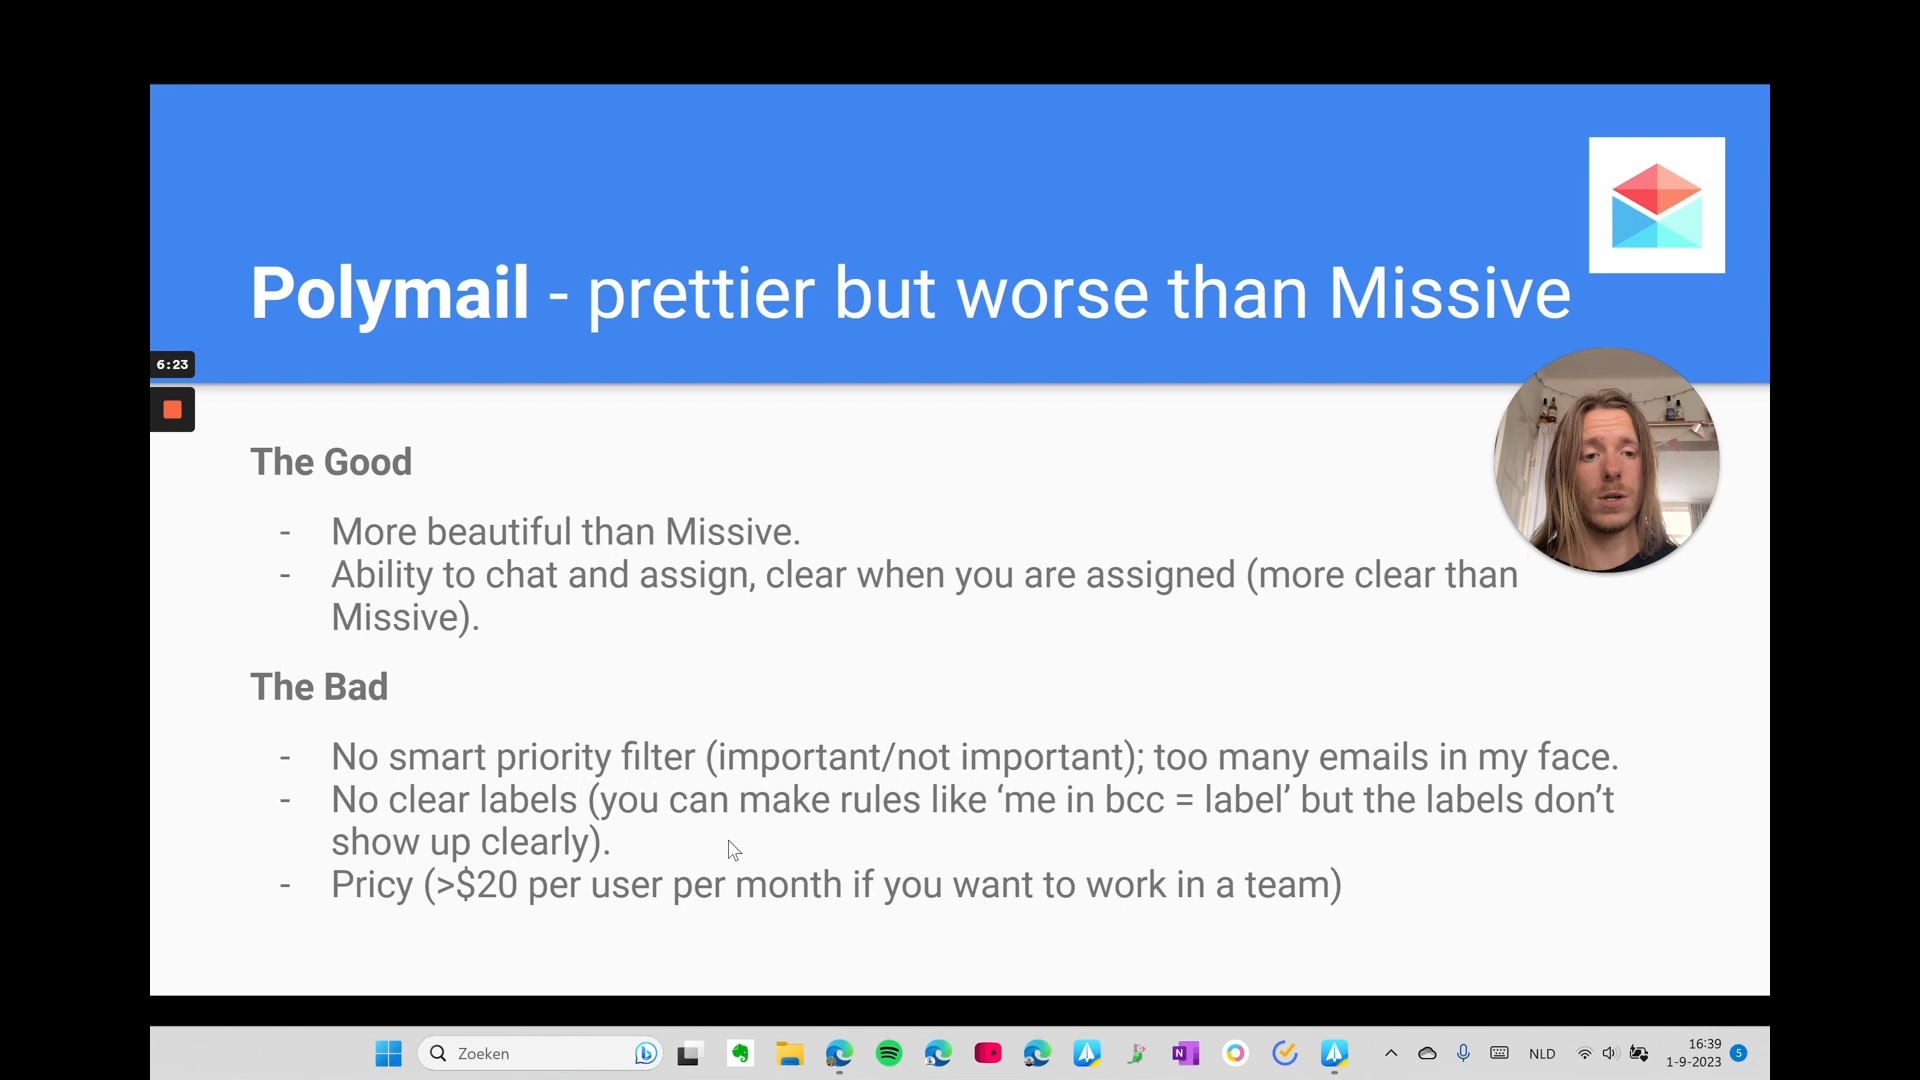 Polymail - prettier but worse than Missive
6:23
The Good
- More beautiful than Missive.
- Ability to chat and assign, clear when you are assigned (more clear than
Missive).
The Bad
- No smart priority filter (important/not important); too many emails in my face.
- No clear labels (you can make rules like ‘me in bcc = label’ but the labels don’t
show up clearly).
- Pricy (>$20 per user per month if you want to work in a team)
Zoeken
NLD
16:39
1-9-2023
5